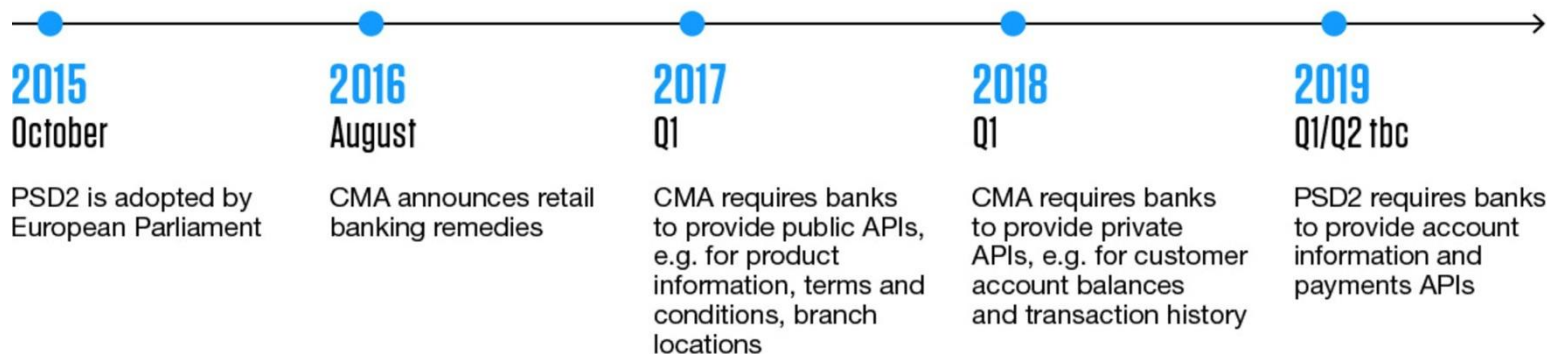 2015
October
PSD2 is adopted by
European Parliament
2016
August
CMA announces retail
banking remedies
2017
Q1
CMA requires banks
to provide public APIs,
e.g. for product
information, terms and
conditions, branch
locations
2018
Q1
CMA requires banks
to provide private
APIs, e.g. for customer
account balances
and transaction history
2019
Q1/Q2 tbc
PSD2 requires banks
to provide account
information and
payments APIs